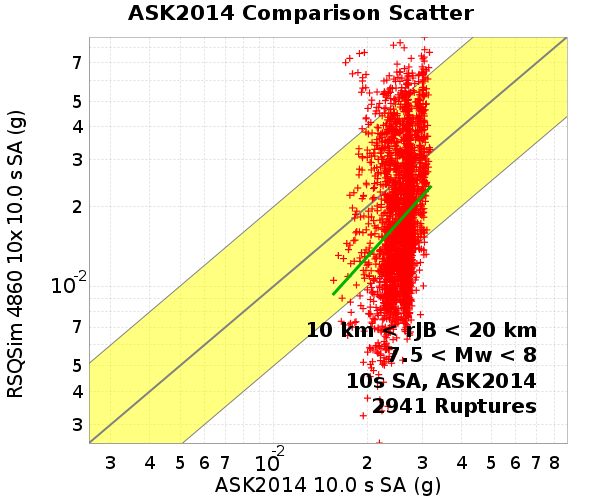 ASK2014 Comparison Scatter
RSQSim 4860 10x 10.0 s SA (g)
7
5
4
3
2
10-2
7
5
4
3
10 km < rJB < 20 km
7.5 < Mw < 8
10s SA, ASK2014
2941 Ruptures
3 4 5 6 7 10-2 2 3 4 5 6 7 8
ASK2014 10.0 s SA (g)